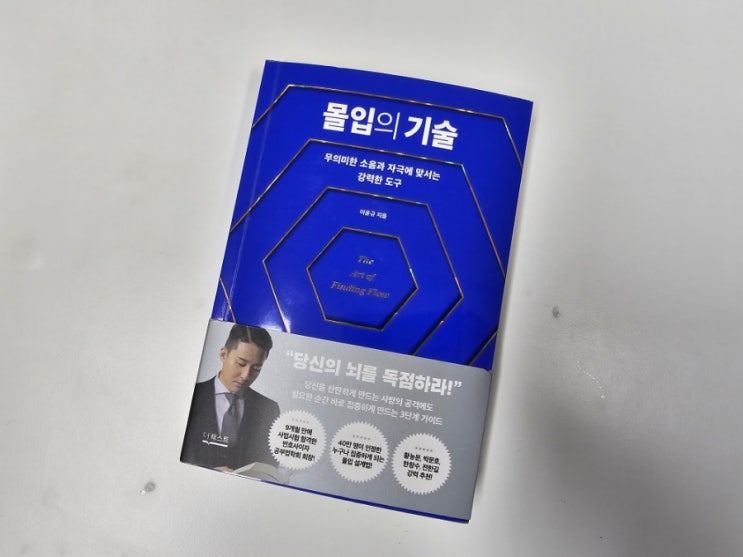 몰입의 기술
무의미한 소음과 자극에 맞서는
강력한 도구
이윤규 지음
The
Art of
Finding Flow
“당신의 뇌를 독점하라!”
당신을 산만하게 만드는 사방의 공격에도
필요한 순간 바로 집중하게 만드는 3단계 가이드
9개월 만에
사법시험 합격한
변호사이자
공부법학회 회장!
40만 명이 인정한
누구나 집중하게 되는
몰입 설계법!
황농문, 박문호,
한창수, 전한길
강력 추천!
더 퀘스트